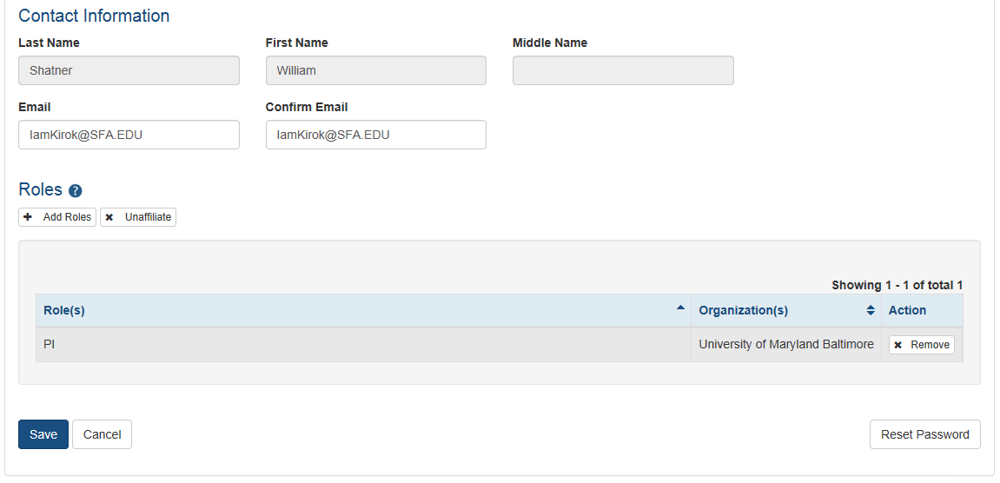 Contact Information
Last Name First Name Middle Name
Shatner William
Email Confirm Email
IamKirok@SFA.EDU IamKirok@SFA.EDU
Roles ?
Add Roles Unaffiliate
Showing 1 - 1 of total 1
Role(s) Organization(s) Action
PI University of Maryland Baltimore Remove
Save Cancel Reset Password